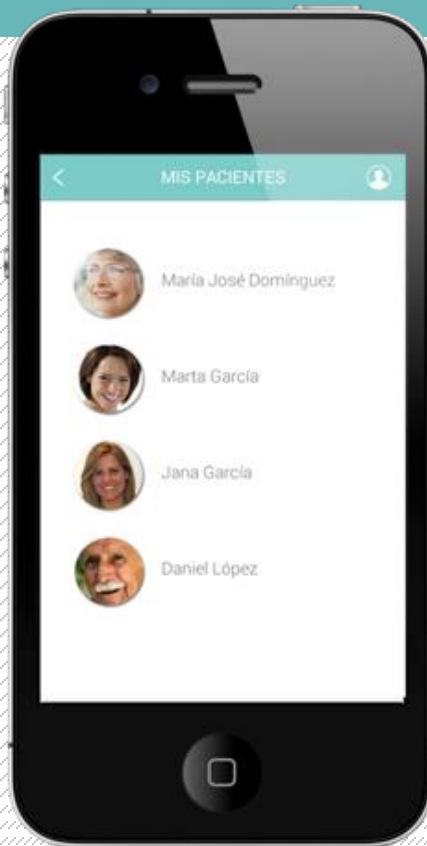 MIS PACIENTES
María José Domínguez
Marta García
Jana García
Daniel López